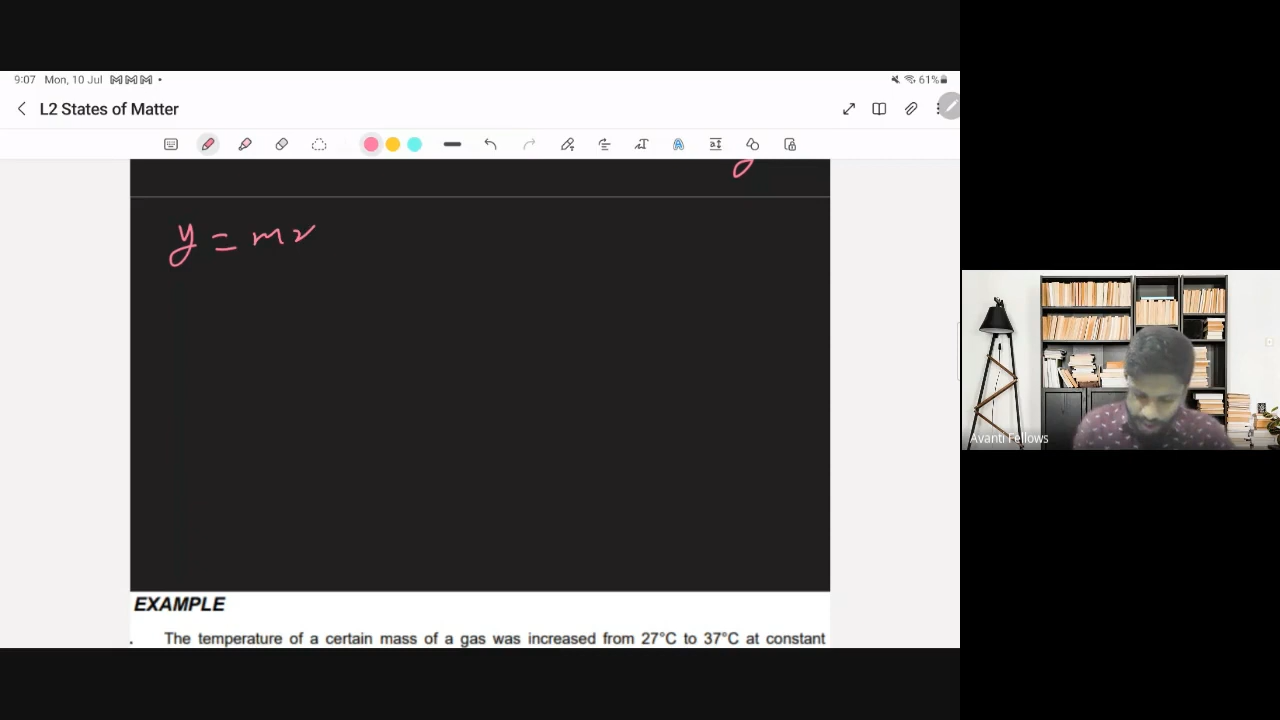 9:07 Mon, 10 Jul
61%
L2 States of Matter
y = mx
EXAMPLE
. The temperature of a certain mass of a gas was increased from 27°C to 37°C at constant
Avanti Fellows